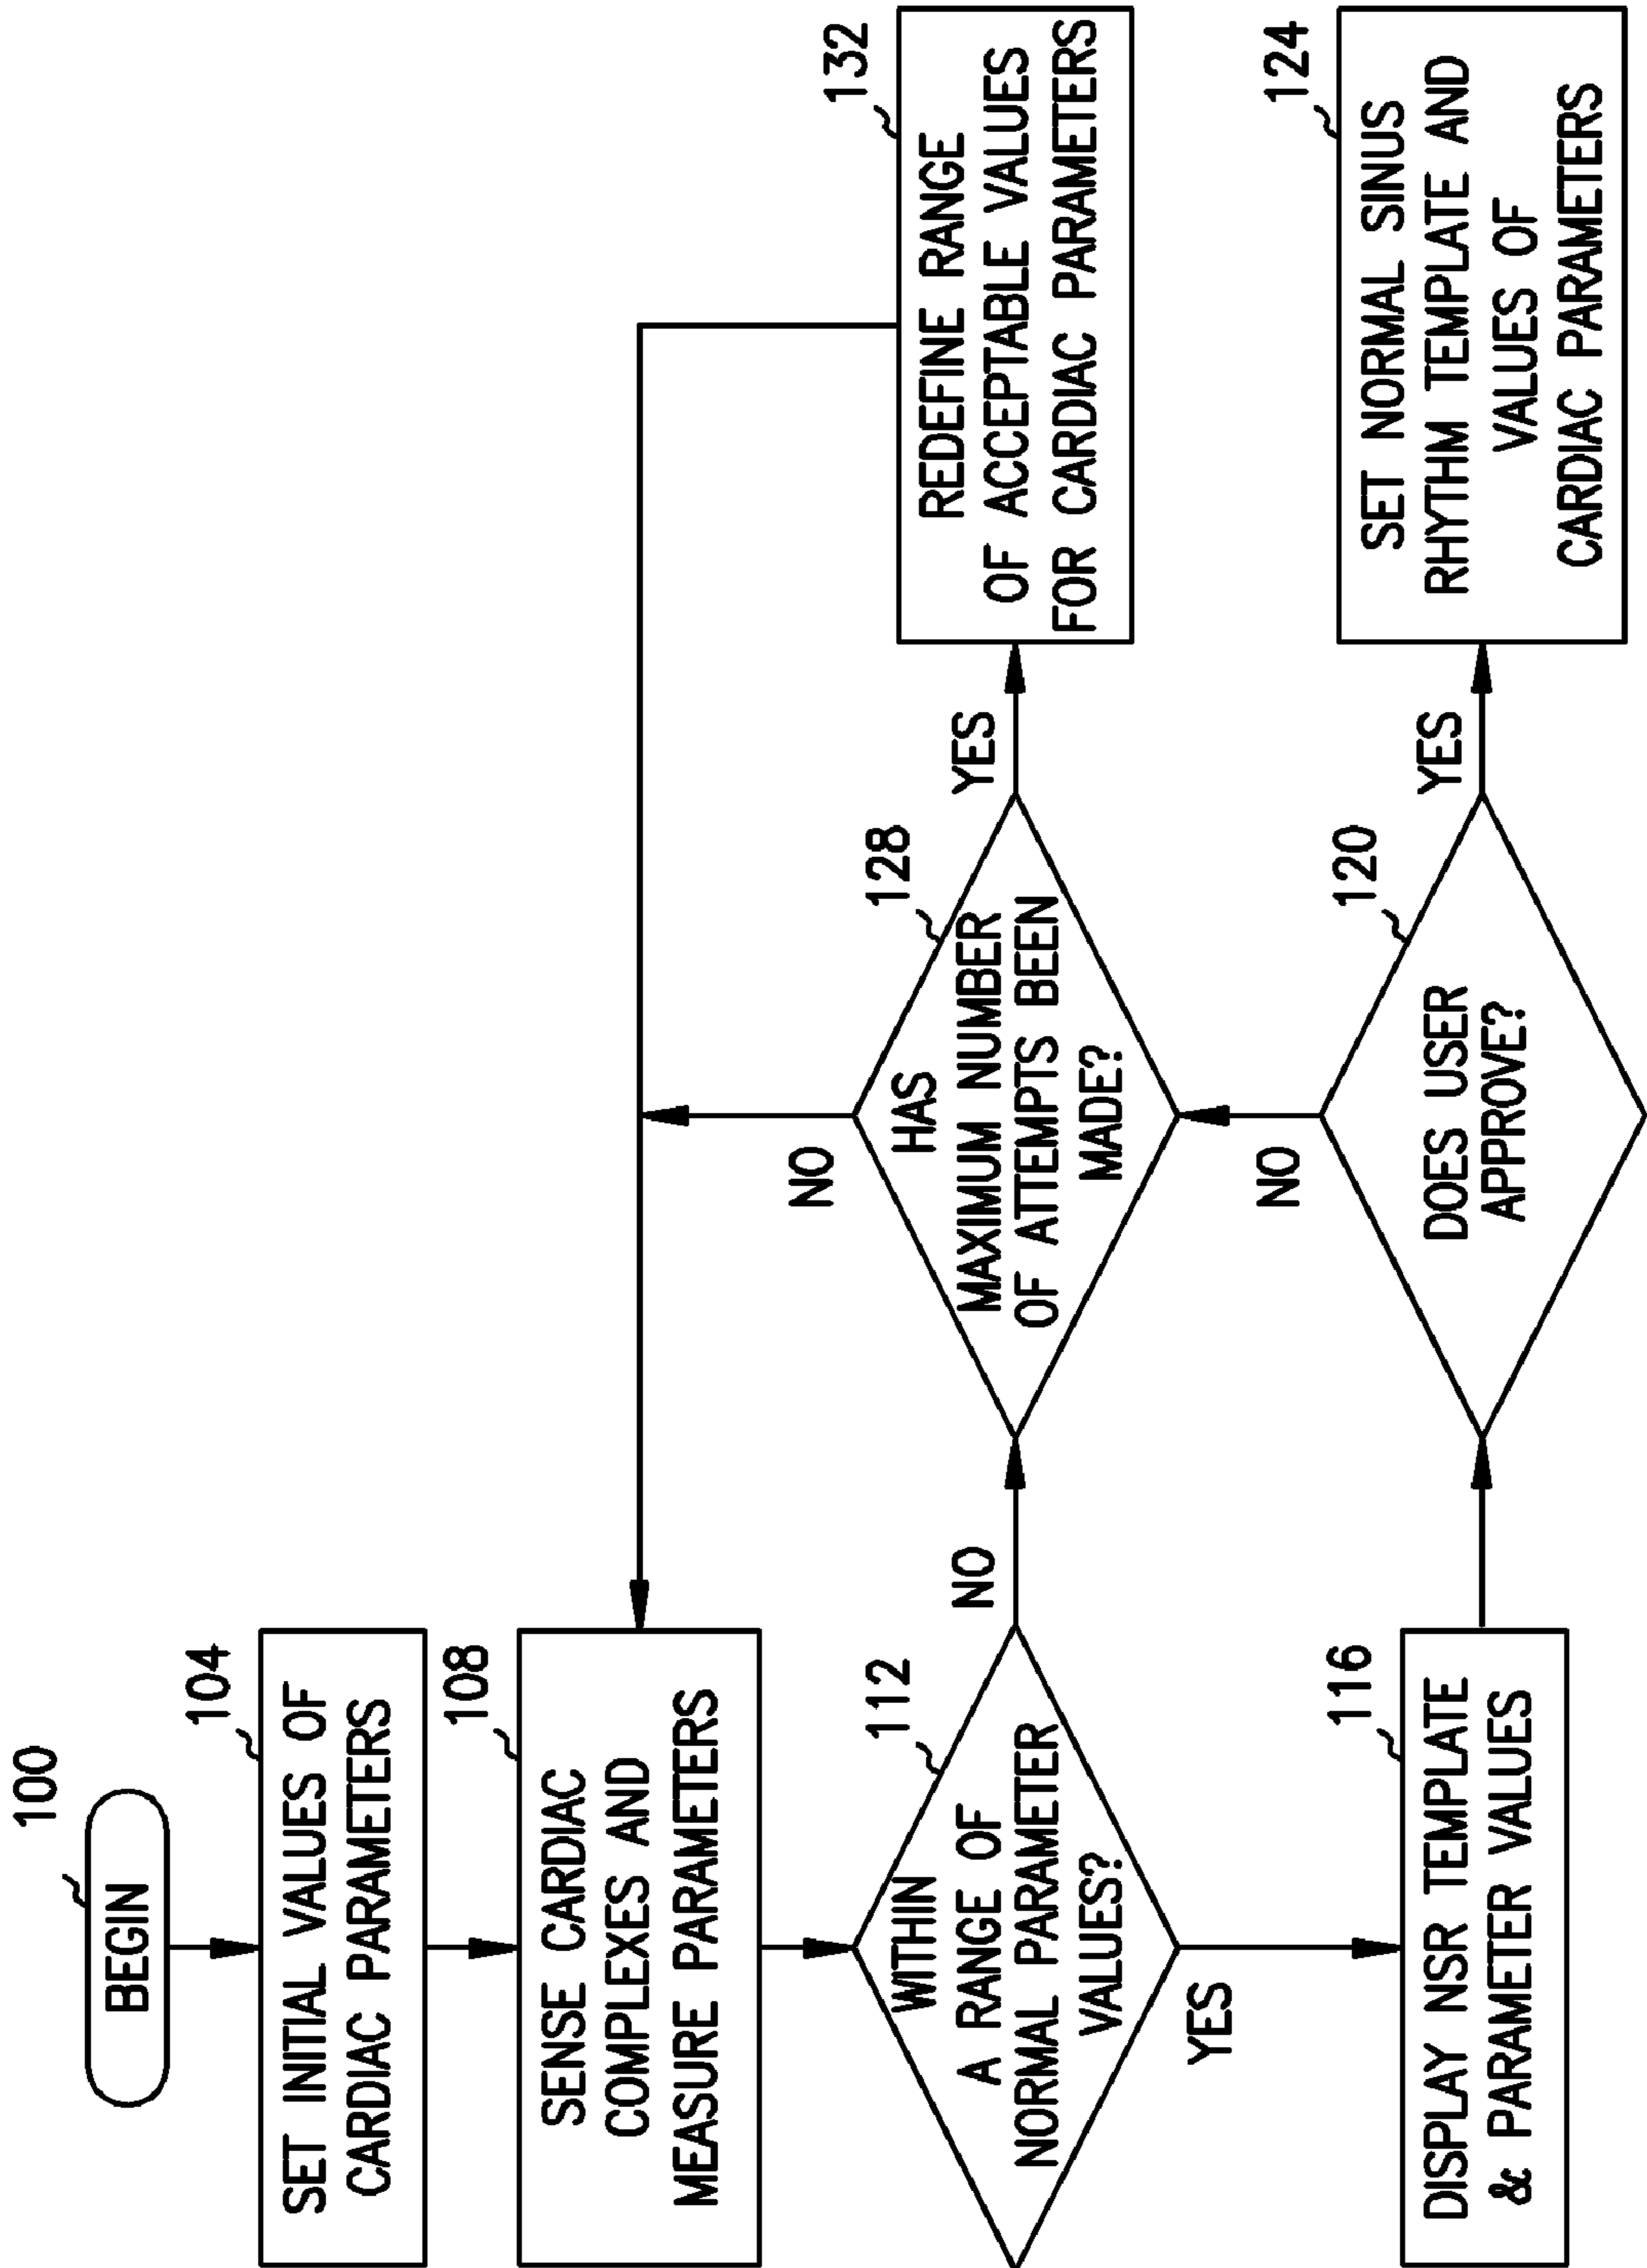 100
BEGIN
104
SET INITIAL VALUES OF
CARDIAC PARAMETERS
108
SENSE CARDIAC
COMPLEXES AND
MEASURE PARAMETERS
112
WITHIN
A RANGE OF
NORMAL PARAMETER
VALUES?
NO
YES
116
DISPLAY NSR TEMPLATE
& PARAMETER VALUES
120
DOES USER
APPROVE?
NO
YES
124
SET NORMAL SINUS
RHYTHM TEMPLATE AND
VALUES OF
CARDIAC PARAMETERS
128
HAS
MAXIMUM NUMBER
OF ATTEMPTS BEEN
MADE?
NO
YES
132
REDEFINE RANGE
OF ACCEPTABLE VALUES
FOR CARDIAC PARAMETERS